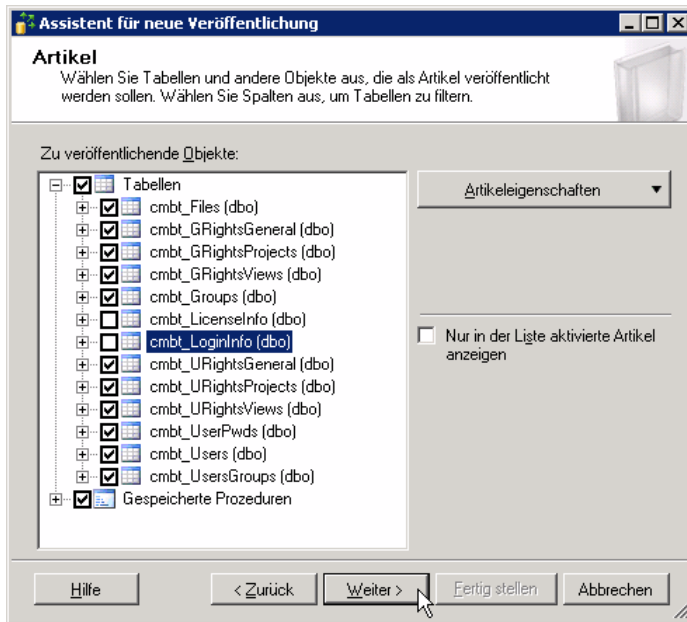 Assistent für neue Veröffentlichung
Artikel
Wählen Sie Tabellen und andere Objekte aus, die als Artikel veröffentlicht
werden sollen. Wählen Sie Spalten aus, um Tabellen zu filtern.
Zu veröffentlichende Objekte:
Tabellen
cmbt_Files (dbo)
cmbt_GRightsGeneral (dbo)
cmbt_GRightsProjects (dbo)
cmbt_GRightsViews (dbo)
cmbt_Groups (dbo)
cmbt_LicenseInfo (dbo)
cmbt_LoginInfo (dbo)
cmbt_URightsGeneral (dbo)
cmbt_URightsProjects (dbo)
cmbt_URightsViews (dbo)
cmbt_UserPwds (dbo)
cmbt_Users (dbo)
cmbt_UsersGroups (dbo)
Gespeicherte Prozeduren
Artikeleigenschaften
Nur in der Liste aktivierte Artikel
anzeigen
Hilfe
< Zurück
Weiter >
Fertig stellen
Abbrechen